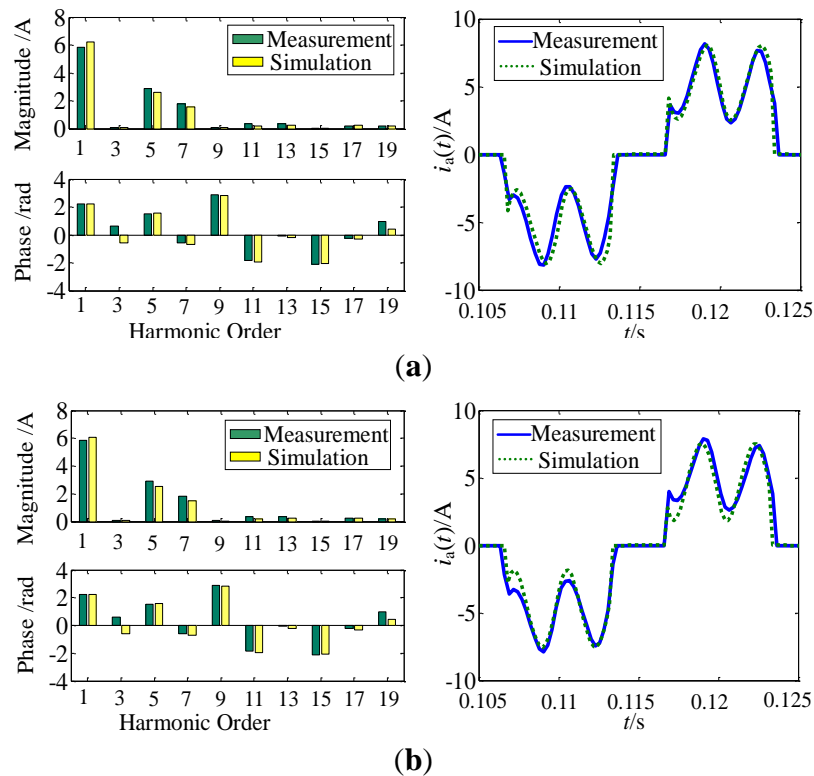 Magnitude /A
8
6
4
2
0
Measurement
Simulation
1 3 5 7 9 11 13 15 17 19
Phase /rad
4
2
0
-2
-4
1 3 5 7 9 11 13 15 17 19
Harmonic Order
iₐ(t)/A
10
5
0
-5
-10
Measurement
Simulation
0.105 0.11 0.115 0.12 0.125
t/s
(a)
Magnitude /A
8
6
4
2
0
Measurement
Simulation
1 3 5 7 9 11 13 15 17 19
Phase /rad
4
2
0
-2
-4
1 3 5 7 9 11 13 15 17 19
Harmonic Order
iₐ(t)/A
10
5
0
-5
-10
Measurement
Simulation
0.105 0.11 0.115 0.12 0.125
t/s
(b)